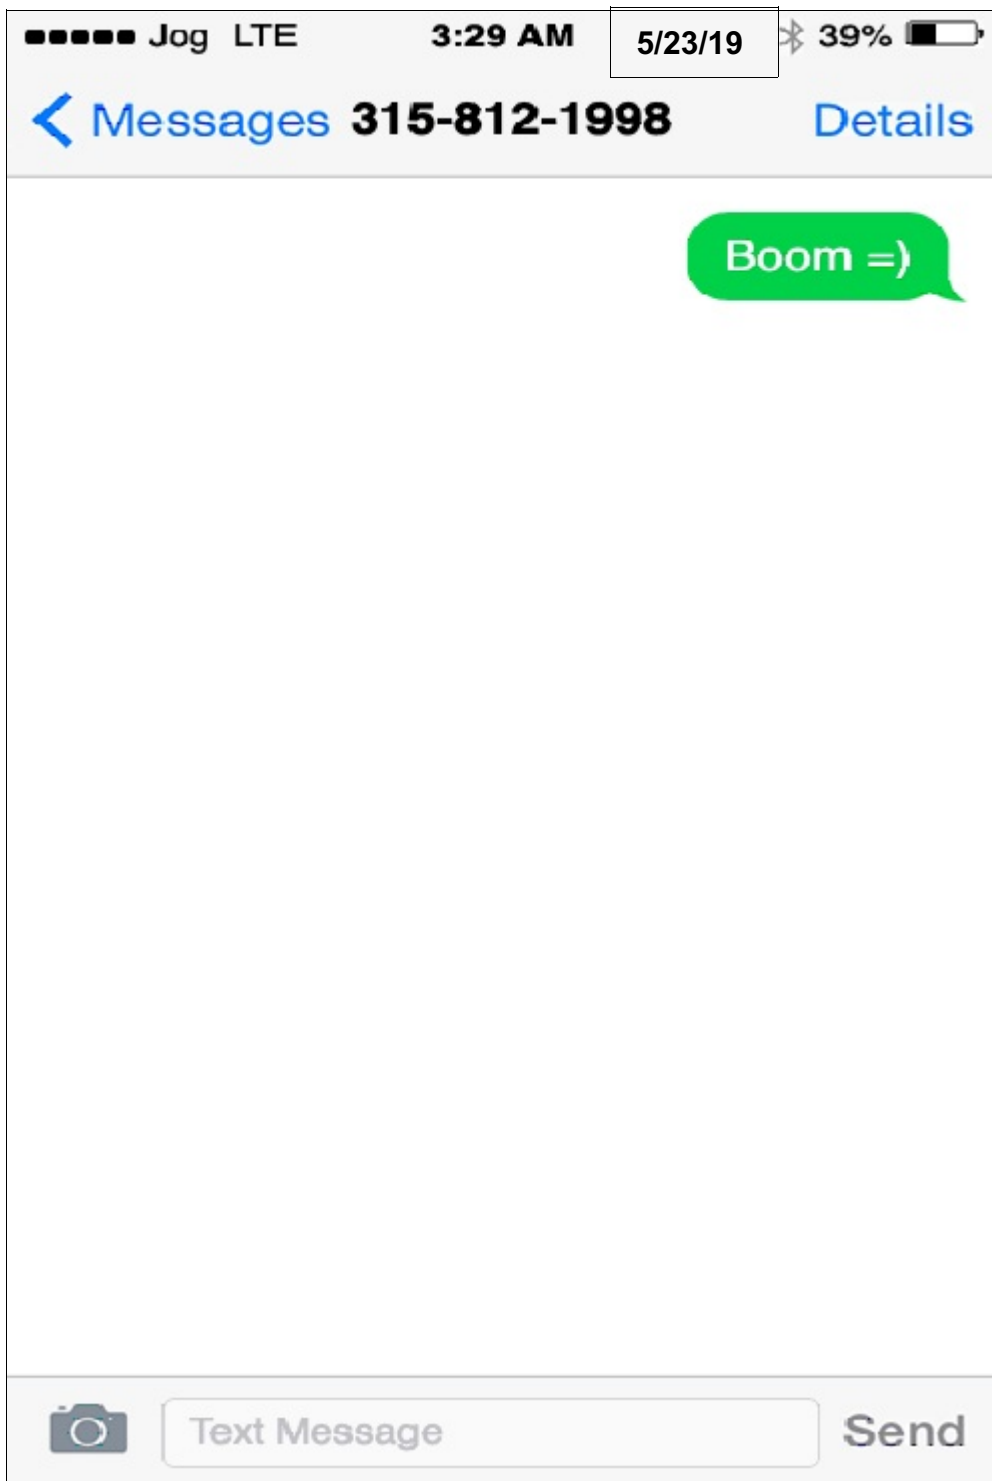 Jog LTE 3:29 AM 5/23/19 39%
Messages 315-812-1998 Details
Boom =)
Text Message Send